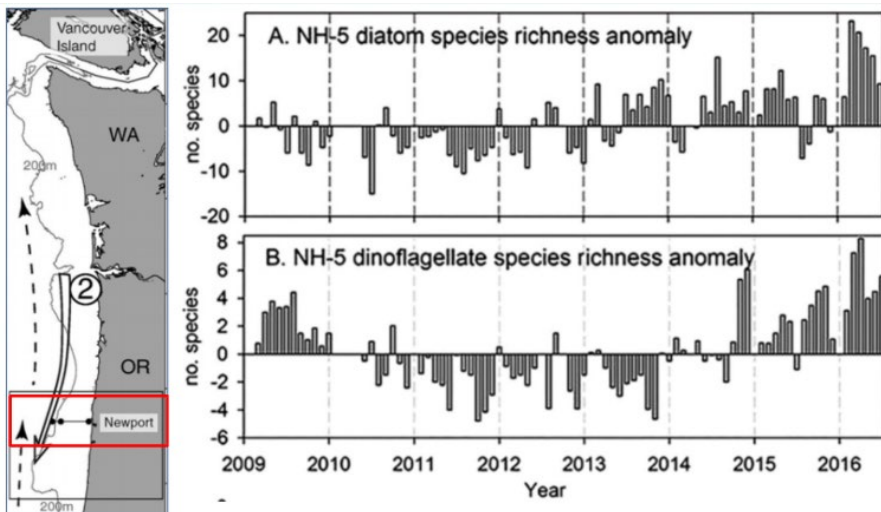 Vancouver
Island
WA
200m
②
OR
Newport
200m
A. NH-5 diatom species richness anomaly
no. species
20
10
0
-10
-20
B. NH-5 dinoflagellate species richness anomaly
no. species
8
6
4
2
0
-2
-4
-6
2009 2010 2011 2012 2013 2014 2015 2016
Year